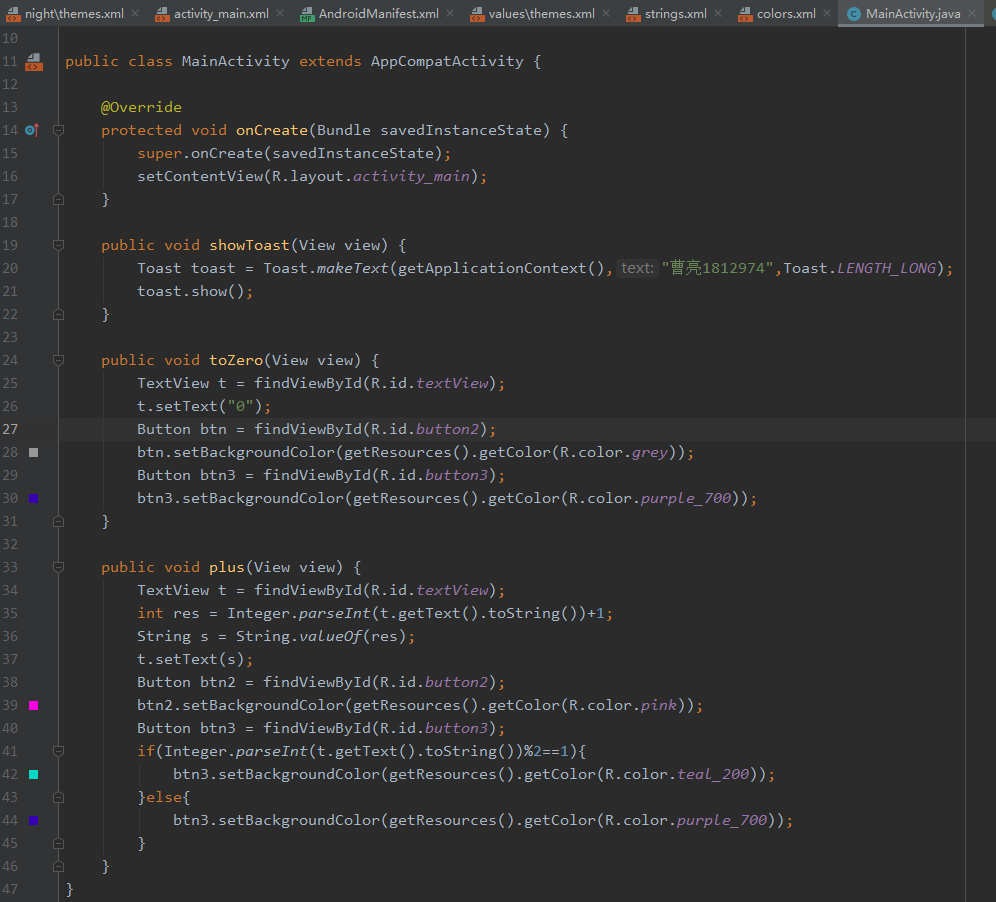 night\themes.xml activity_main.xml AndroidManifest.xml values\themes.xml strings.xml colors.xml MainActivity.java
10
11 public class MainActivity extends AppCompatActivity {
12
13 @Override
14 protected void onCreate(Bundle savedInstanceState) {
15 super.onCreate(savedInstanceState);
16 setContentView(R.layout.activity_main);
17 }
18
19 public void showToast(View view) {
20 Toast toast = Toast.makeText(getApplicationContext(), text: "曹亮1812974",Toast.LENGTH_LONG);
21 toast.show();
22 }
23
24 public void toZero(View view) {
25 TextView t = findViewById(R.id.textView);
26 t.setText("0");
27 Button btn = findViewById(R.id.button2);
28 btn.setBackgroundColor(getResources().getColor(R.color.grey));
29 Button btn3 = findViewById(R.id.button3);
30 btn3.setBackgroundColor(getResources().getColor(R.color.purple_700));
31 }
32
33 public void plus(View view) {
34 TextView t = findViewById(R.id.textView);
35 int res = Integer.parseInt(t.getText().toString())+1;
36 String s = String.valueOf(res);
37 t.setText(s);
38 Button btn2 = findViewById(R.id.button2);
39 btn2.setBackgroundColor(getResources().getColor(R.color.pink));
40 Button btn3 = findViewById(R.id.button3);
41 if(Integer.parseInt(t.getText().toString())%2==1){
42 btn3.setBackgroundColor(getResources().getColor(R.color.teal_200));
43 }else{
44 btn3.setBackgroundColor(getResources().getColor(R.color.purple_700));
45 }
46 }
47 }